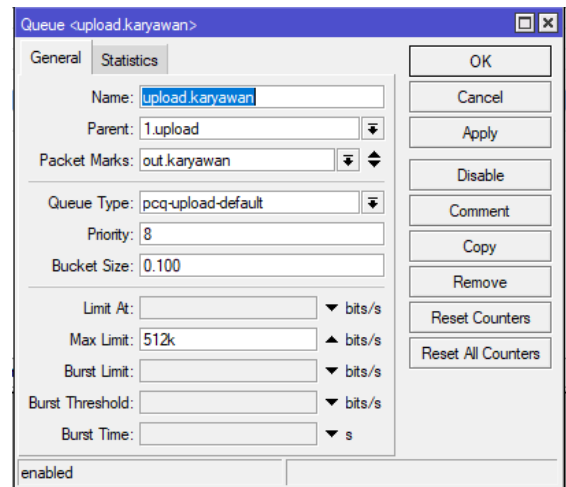 Queue <upload.karyawan>
General Statistics
Name: upload.karyawan
Parent: 1.upload
Packet Marks: out.karyawan
Queue Type: pcq-upload-default
Priority: 8
Bucket Size: 0.100
Limit At: bits/s
Max Limit: 512k bits/s
Burst Limit: bits/s
Burst Threshold: bits/s
Burst Time: s
enabled
OK
Cancel
Apply
Disable
Comment
Copy
Remove
Reset Counters
Reset All Counters